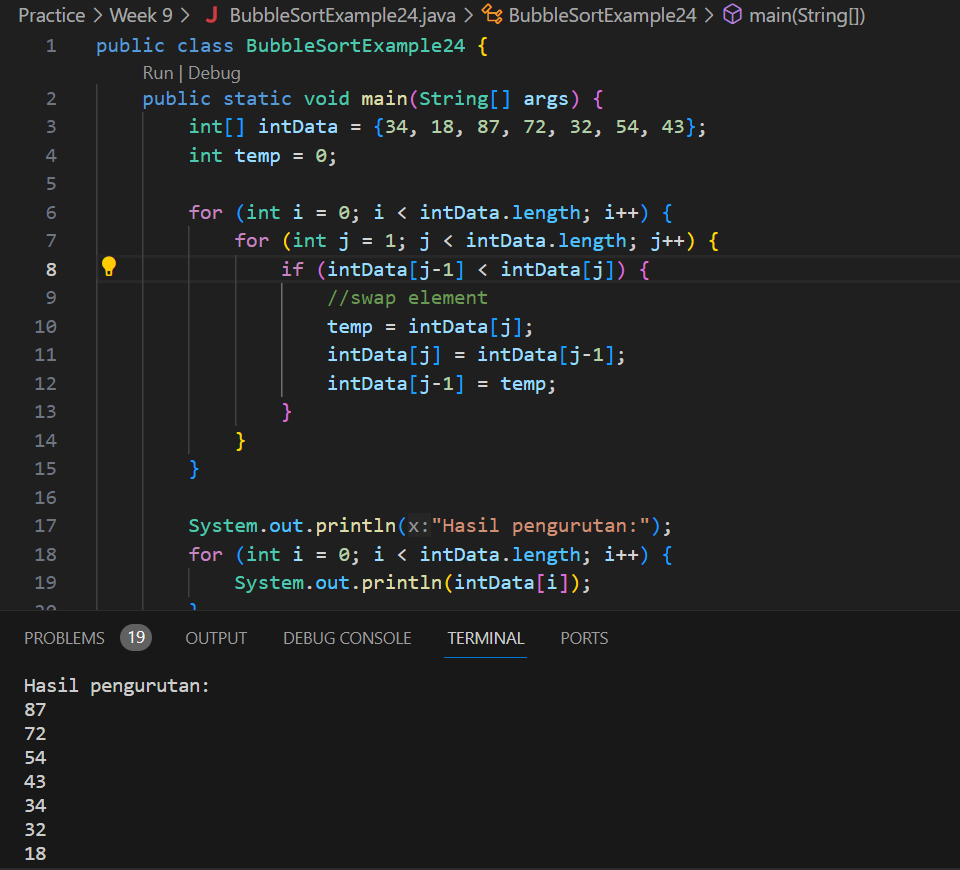 Practice > Week 9 > J BubbleSortExample24.java > BubbleSortExample24 > main(String[])
1 public class BubbleSortExample24 {
Run | Debug
2 public static void main(String[] args) {
3 int[] intData = {34, 18, 87, 72, 32, 54, 43};
4 int temp = 0;
5
6 for (int i = 0; i < intData.length; i++) {
7 for (int j = 1; j < intData.length; j++) {
8 if (intData[j-1] < intData[j]) {
9 //swap element
10 temp = intData[j];
11 intData[j] = intData[j-1];
12 intData[j-1] = temp;
13 }
14 }
15 }
16
17 System.out.println(x:"Hasil pengurutan:");
18 for (int i = 0; i < intData.length; i++) {
19 System.out.println(intData[i]);
20 }
PROBLEMS 19 OUTPUT DEBUG CONSOLE TERMINAL PORTS
Hasil pengurutan:
87
72
54
43
34
32
18